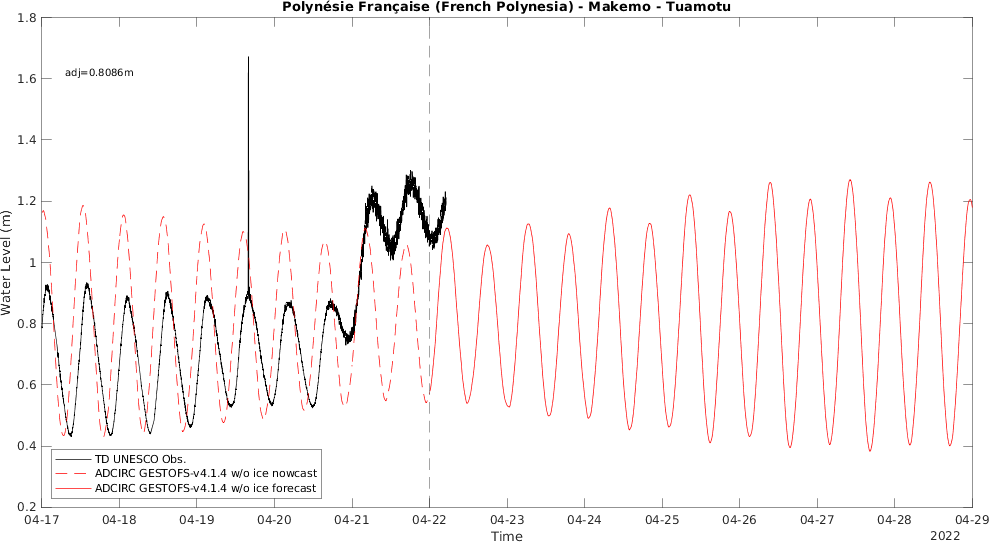 Polynésie Française (French Polynesia) - Makemo - Tuamotu
1.8
1.6
1.4
1.2
1
0.8
0.6
0.4
0.2
Water Level (m)
adj=0.8086m
TD UNESCO Obs.
ADCIRC GESTOFS-v4.1.4 w/o ice nowcast
ADCIRC GESTOFS-v4.1.4 w/o ice forecast
04-17 04-18 04-19 04-20 04-21 04-22 04-23 04-24 04-25 04-26 04-27 04-28 04-29
Time
2022